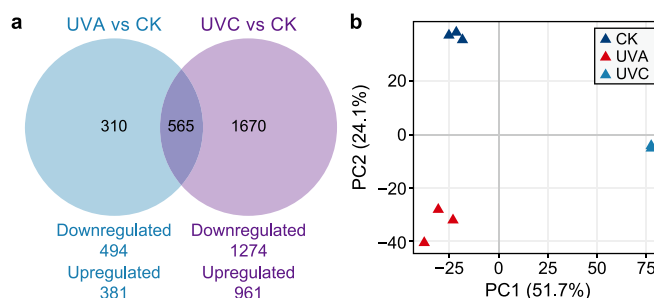 a
UVA vs CK UVC vs CK
310 565 1670
Downregulated Downregulated
494 1274
Upregulated Upregulated
381 961
b
CK
UVA
UVC
20
0
−20
−40
PC2 (24.1%)
−25 0 25 50 75
PC1 (51.7%)